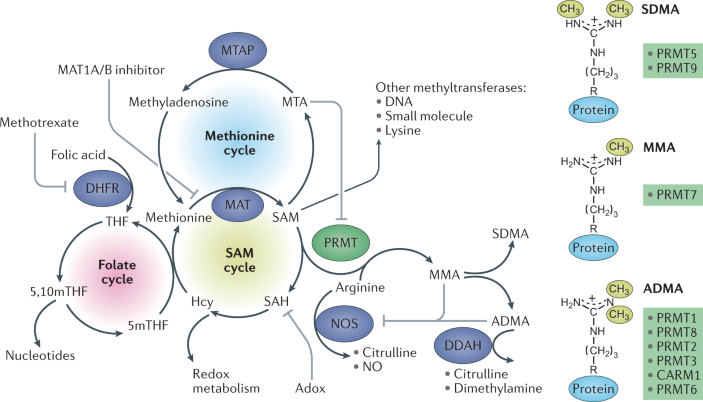 MTAP
MAT1A/B inhibitor
Methyladenosine
MTA
Other methyltransferases:
• DNA
• Small molecule
• Lysine
Methotrexate
Methionine
cycle
Folic acid
DHFR
MAT
THF
Methionine
SAM
PRMT
SAM
cycle
Folate
cycle
SDMA
MMA
Arginine
5,10mTHF
Hcy
SAH
5mTHF
NOS
ADMA
DDAH
Nucleotides
• Citrulline
• NO
Redox
metabolism
Adox
• Citrulline
• Dimethylamine
CH3
CH3
SDMA
HN
+
NH
C
NH
(CH2)3
R
Protein
• PRMT5
• PRMT9
CH3
MMA
H2N
+
NH
C
NH
(CH2)3
R
Protein
• PRMT7
CH3
ADMA
H2N
+
N
C
CH3
NH
(CH2)3
R
Protein
• PRMT1
• PRMT8
• PRMT2
• PRMT3
• CARM1
• PRMT6